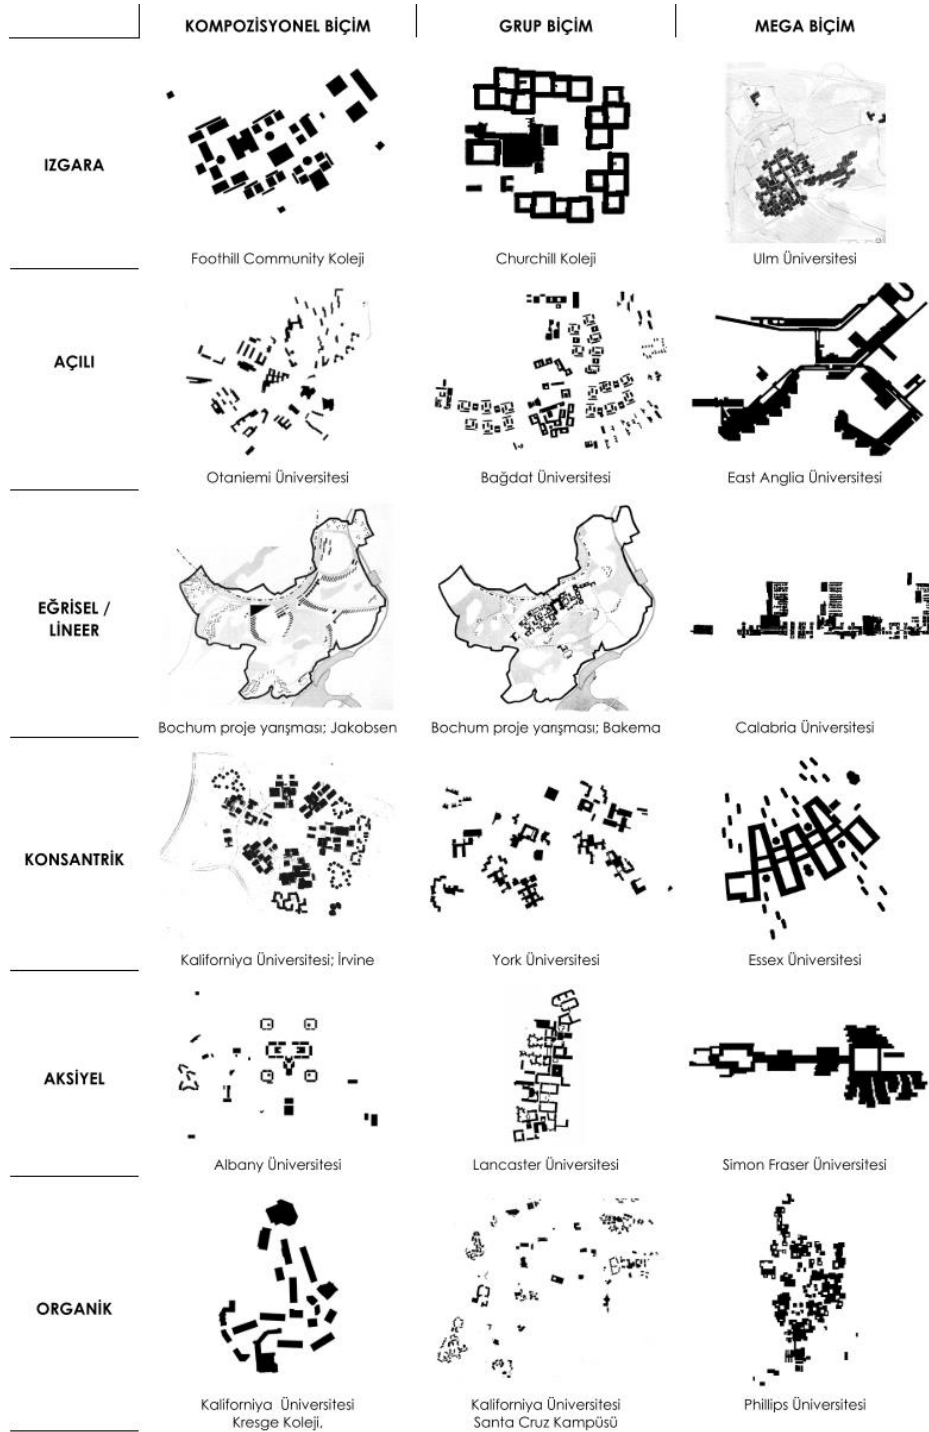 KOMPOZİSYONEL BİÇİM
GRUP BİÇİM
MEGA BİÇİM
IZGARA
Foothill Community Koleji
Churchill Koleji
Ulm Üniversitesi
AÇILI
Otaniemi Üniversitesi
Bağdat Üniversitesi
East Anglia Üniversitesi
EĞRİSEL /
LİNEER
Bochum proje yarışması; Jakobsen
Bochum proje yarışması; Bakema
Calabria Üniversitesi
KONSANTRİK
Kaliforniya Üniversitesi; İrvine
York Üniversitesi
Essex Üniversitesi
AKSİYEL
Albany Üniversitesi
Lancaster Üniversitesi
Simon Fraser Üniversitesi
ORGANİK
Kaliforniya Üniversitesi
Kresge Koleji,
Kaliforniya Üniversitesi
Santa Cruz Kampüsü
Phillips Üniversitesi